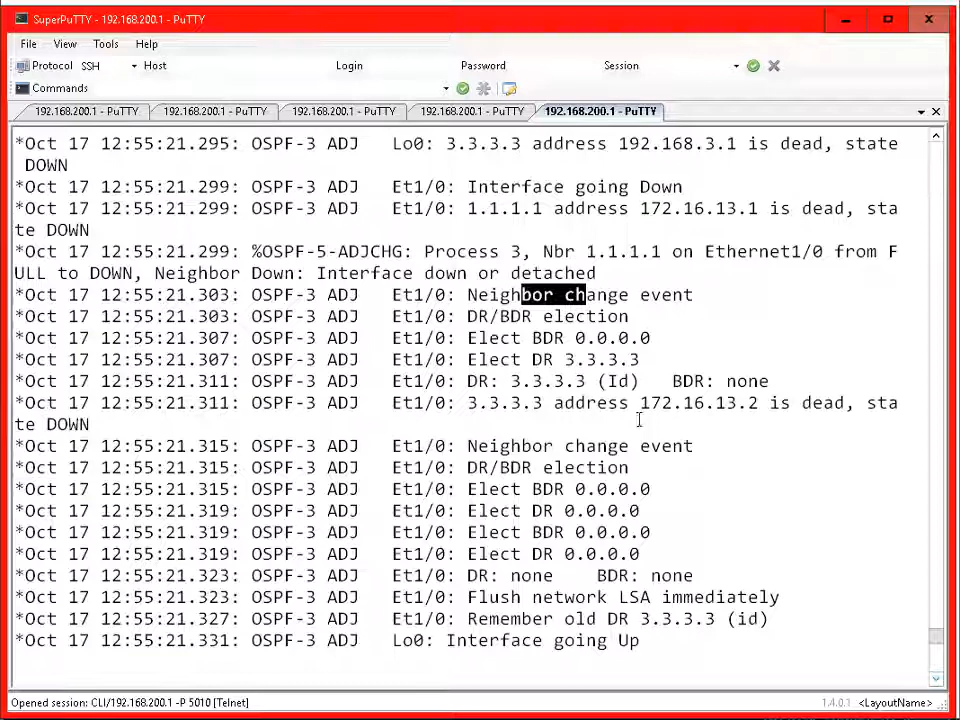 SuperPuTTY - 192.168.200.1 - PuTTY
File View Tools Help
Protocol SSH Host Login Password Session
Commands
192.168.200.1 - PuTTY 192.168.200.1 - PuTTY 192.168.200.1 - PuTTY 192.168.200.1 - PuTTY 192.168.200.1 - PuTTY
*Oct 17 12:55:21.295: OSPF-3 ADJ   Lo0: 3.3.3.3 address 192.168.3.1 is dead, state
 DOWN
*Oct 17 12:55:21.299: OSPF-3 ADJ   Et1/0: Interface going Down
*Oct 17 12:55:21.299: OSPF-3 ADJ   Et1/0: 1.1.1.1 address 172.16.13.1 is dead, sta
te DOWN
*Oct 17 12:55:21.299: %OSPF-5-ADJCHG: Process 3, Nbr 1.1.1.1 on Ethernet1/0 from F
ULL to DOWN, Neighbor Down: Interface down or detached
*Oct 17 12:55:21.303: OSPF-3 ADJ   Et1/0: Neighbor change event
*Oct 17 12:55:21.303: OSPF-3 ADJ   Et1/0: DR/BDR election
*Oct 17 12:55:21.307: OSPF-3 ADJ   Et1/0: Elect BDR 0.0.0.0
*Oct 17 12:55:21.307: OSPF-3 ADJ   Et1/0: Elect DR 3.3.3.3
*Oct 17 12:55:21.311: OSPF-3 ADJ   Et1/0: DR: 3.3.3.3 (Id)   BDR: none
*Oct 17 12:55:21.311: OSPF-3 ADJ   Et1/0: 3.3.3.3 address 172.16.13.2 is dead, sta
te DOWN
*Oct 17 12:55:21.315: OSPF-3 ADJ   Et1/0: Neighbor change event
*Oct 17 12:55:21.315: OSPF-3 ADJ   Et1/0: DR/BDR election
*Oct 17 12:55:21.315: OSPF-3 ADJ   Et1/0: Elect BDR 0.0.0.0
*Oct 17 12:55:21.319: OSPF-3 ADJ   Et1/0: Elect DR 0.0.0.0
*Oct 17 12:55:21.319: OSPF-3 ADJ   Et1/0: Elect BDR 0.0.0.0
*Oct 17 12:55:21.319: OSPF-3 ADJ   Et1/0: Elect DR 0.0.0.0
*Oct 17 12:55:21.323: OSPF-3 ADJ   Et1/0: DR: none    BDR: none
*Oct 17 12:55:21.323: OSPF-3 ADJ   Et1/0: Flush network LSA immediately
*Oct 17 12:55:21.327: OSPF-3 ADJ   Et1/0: Remember old DR 3.3.3.3 (id)
*Oct 17 12:55:21.331: OSPF-3 ADJ   Lo0: Interface going Up
Opened session: CLI/192.168.200.1 -P 5010 [Telnet] 1.4.0.1 <LayoutName>